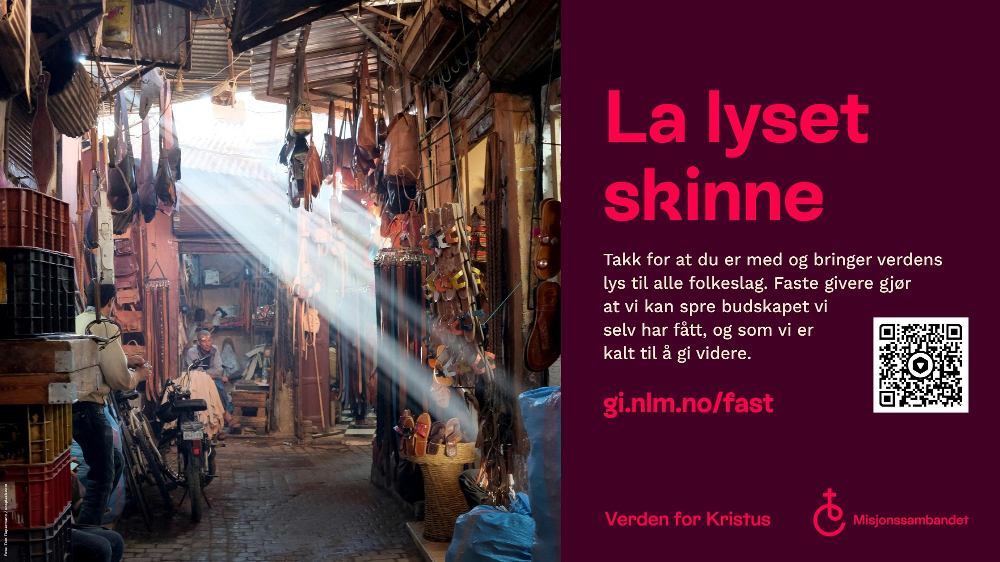 La lyset
skinne
Takk for at du er med og bringer verdens
lys til alle folkeslag. Faste givere gjør
at vi kan spre budskapet vi
selv har fått, og som vi er
kalt til å gi videre.
gi.nlm.no/fast
Verden for Kristus
Misjonssambandet
Foto: Tom Tiepermann / unsplash.com